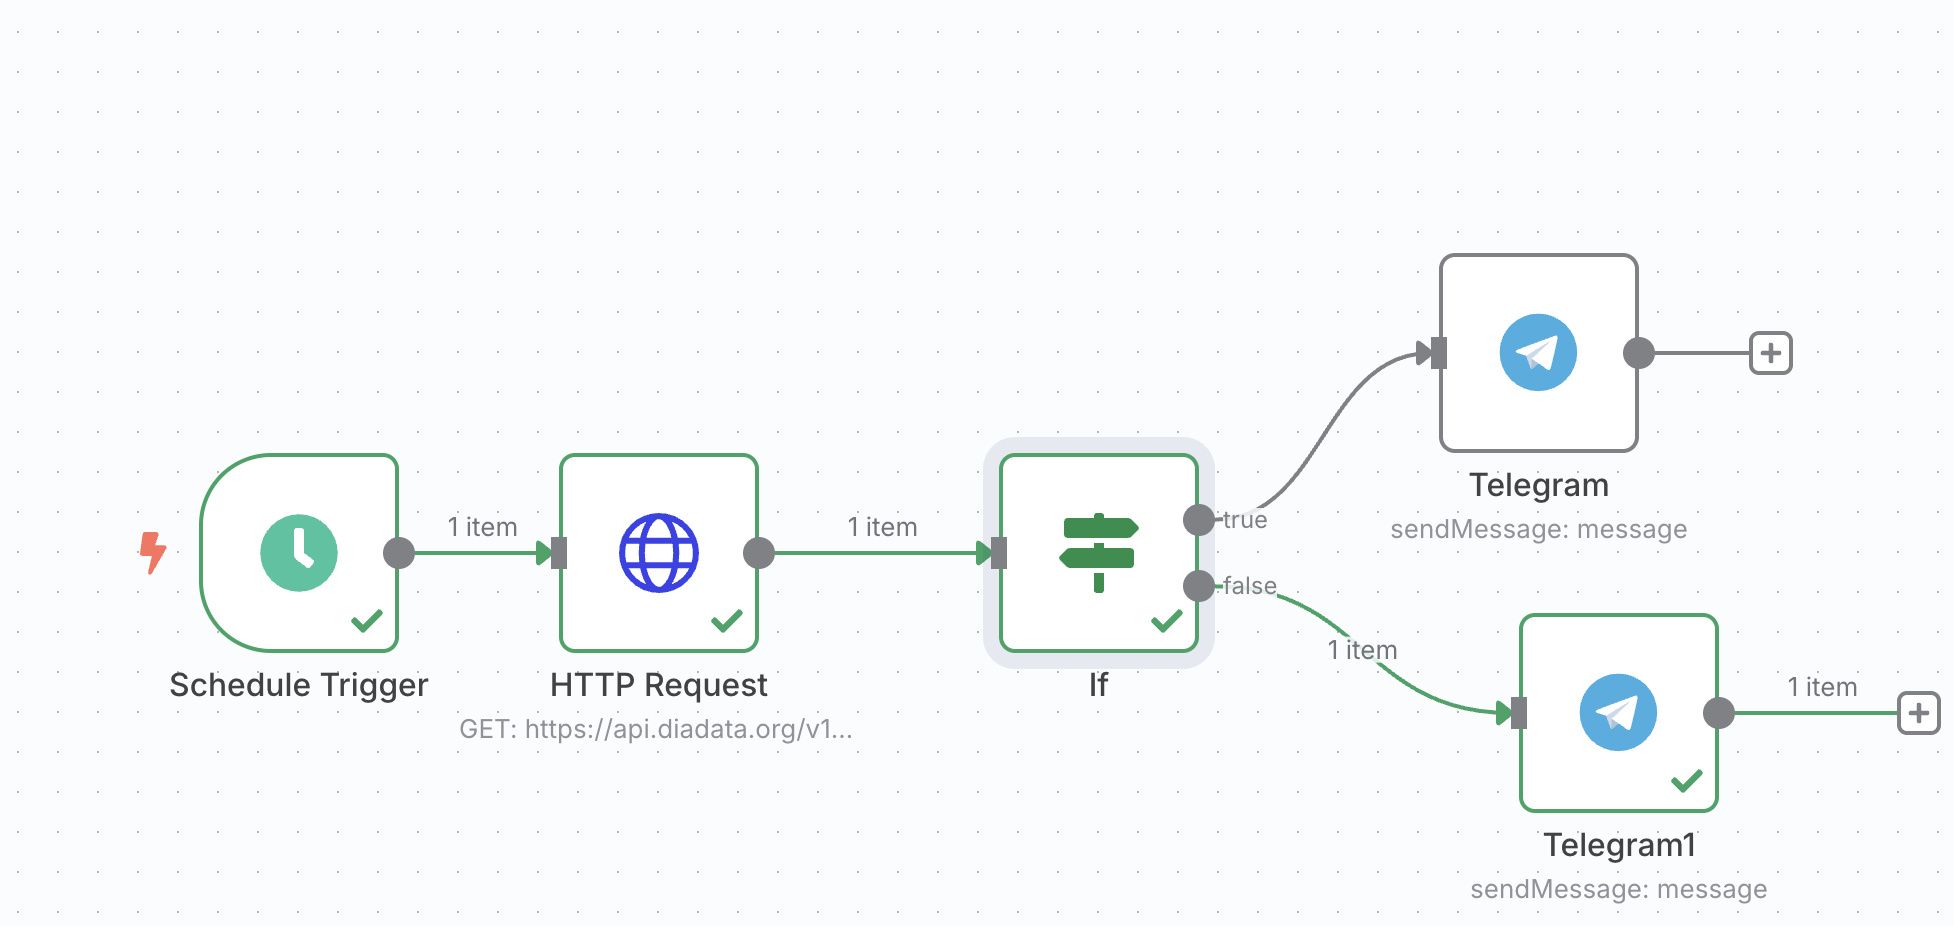 1 item
1 item
true
false
1 item
1 item
Schedule Trigger
HTTP Request
GET: https://api.diadata.org/v1...
If
Telegram
sendMessage: message
Telegram1
sendMessage: message